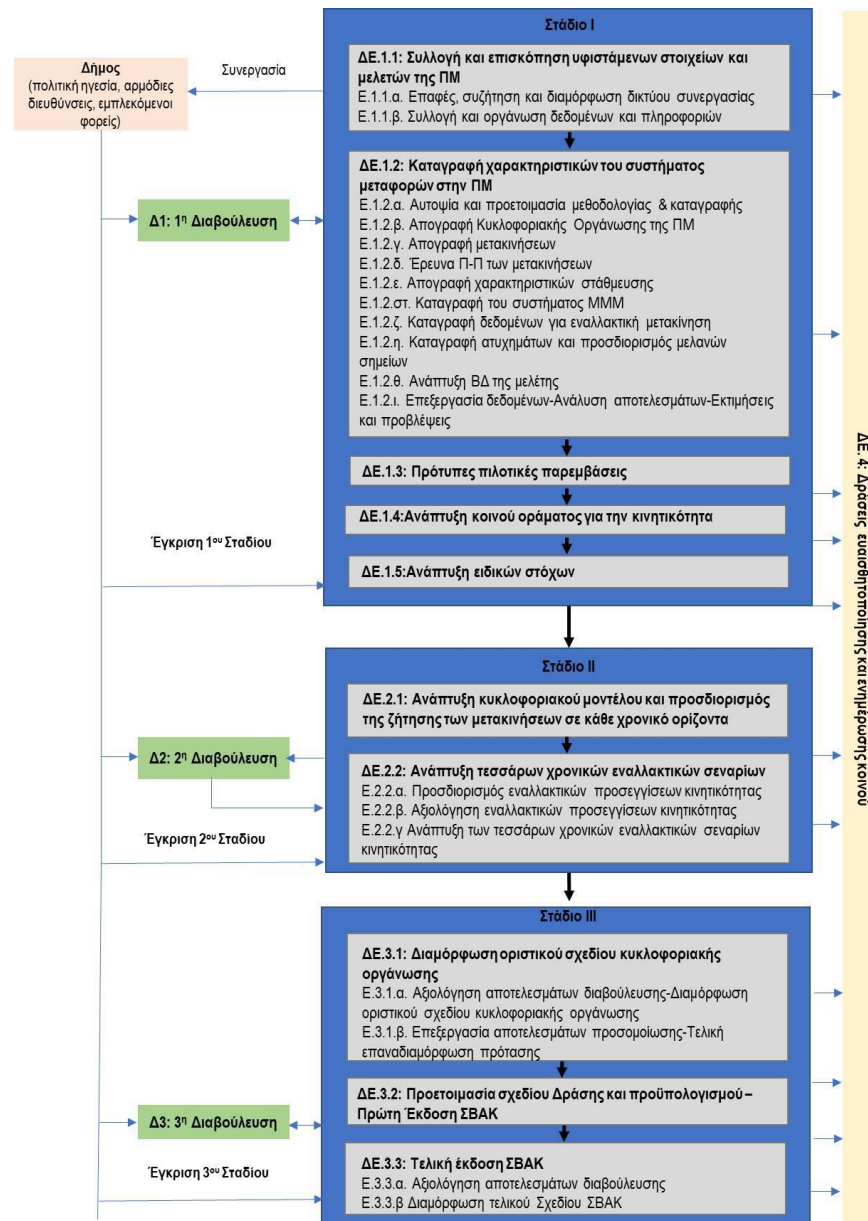 Στάδιο Ι
Δήμος
(πολιτική ηγεσία, αρμόδιες
διευθύνσεις, εμπλεκόμενοι
φορείς)
Συνεργασία
ΔΕ.1.1: Συλλογή και επισκόπηση υφιστάμενων στοιχείων και
μελετών της ΠΜ
Ε.1.1.α. Επαφές, συζήτηση και διαμόρφωση δικτύου συνεργασίας
Ε.1.1.β. Συλλογή και οργάνωση δεδομένων και πληροφοριών
ΔΕ.1.2: Καταγραφή χαρακτηριστικών του συστήματος
μεταφορών στην ΠΜ
Ε.1.2.α. Αυτοψία και προετοιμασία μεθοδολογίας & καταγραφής
Ε.1.2.β. Απογραφή Κυκλοφοριακής Οργάνωσης της ΠΜ
Ε.1.2.γ. Απογραφή μετακινήσεων
Ε.1.2.δ. Έρευνα Π-Π των μετακινήσεων
Ε.1.2.ε. Απογραφή χαρακτηριστικών στάθμευσης
Ε.1.2.στ. Καταγραφή του συστήματος ΜΜΜ
Ε.1.2.ζ. Καταγραφή δεδομένων για εναλλακτική μετακίνηση
Ε.1.2.η. Καταγραφή ατυχημάτων και προσδιορισμός μελανών
σημείων
Ε.1.2.θ. Ανάπτυξη ΒΔ της μελέτης
Ε.1.2.ι. Επεξεργασία δεδομένων-Ανάλυση αποτελεσμάτων-Εκτιμήσεις
και προβλέψεις
Δ1: 1η Διαβούλευση
ΔΕ.1.3: Πρότυπες πιλοτικές παρεμβάσεις
ΔΕ.1.4:Ανάπτυξη κοινού οράματος για την κινητικότητα
Έγκριση 1ου Σταδίου
ΔΕ.1.5:Ανάπτυξη ειδικών στόχων
Στάδιο ΙΙ
ΔΕ.2.1: Ανάπτυξη κυκλοφοριακού μοντέλου και προσδιορισμός
της ζήτησης των μετακινήσεων σε κάθε χρονικό ορίζοντα
Δ2: 2η Διαβούλευση
ΔΕ.2.2: Ανάπτυξη τεσσάρων χρονικών εναλλακτικών σεναρίων
Ε.2.2.α. Προσδιορισμός εναλλακτικών προσεγγίσεων κινητικότητας
Ε.2.2.β. Αξιολόγηση εναλλακτικών προσεγγίσεων κινητικότητας
Ε.2.2.γ Ανάπτυξη των τεσσάρων χρονικών εναλλακτικών σεναρίων
κινητικότητας
Έγκριση 2ου Σταδίου
Στάδιο ΙΙΙ
ΔΕ.3.1: Διαμόρφωση οριστικού σχεδίου κυκλοφοριακής
οργάνωσης
Ε.3.1.α. Αξιολόγηση αποτελεσμάτων διαβούλευσης-Διαμόρφωση
οριστικού σχεδίου κυκλοφοριακής οργάνωσης
Ε.3.1.β. Επεξεργασία αποτελεσμάτων προσομοίωσης-Τελική
επαναδιαμόρφωση πρότασης
ΔΕ.3.2: Προετοιμασία σχεδίου Δράσης και προϋπολογισμού –
Πρώτη Έκδοση ΣΒΑΚ
Δ3: 3η Διαβούλευση
ΔΕ.3.3: Τελική έκδοση ΣΒΑΚ
Ε.3.3.α. Αξιολόγηση αποτελεσμάτων διαβούλευσης
Ε.3.3.β Διαμόρφωση τελικού Σχεδίου ΣΒΑΚ
Έγκριση 3ου Σταδίου
ΔΕ. 4: Δράσεις ευαισθητοποίησης και ενημέρωσης κοινού